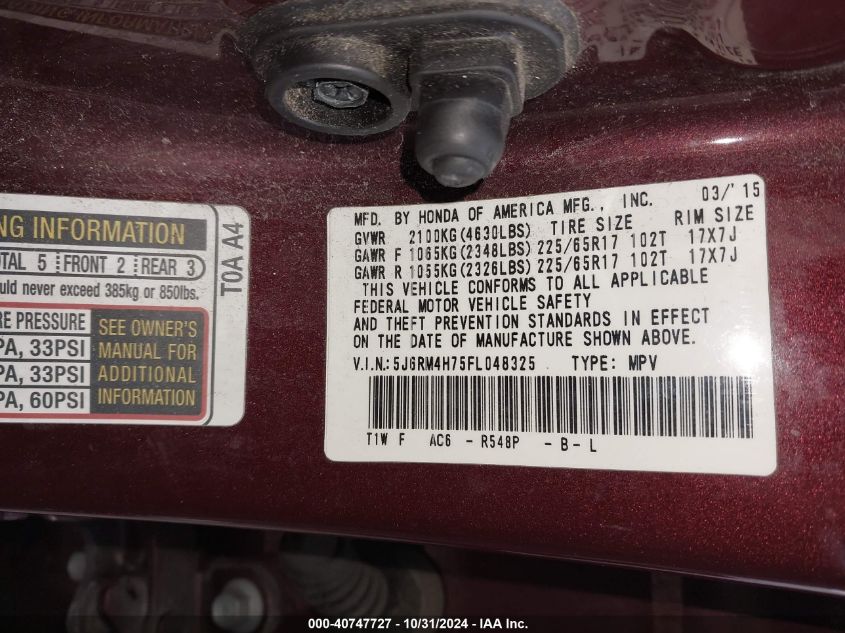 NG INFORMATION
TOTAL 5 FRONT 2 REAR 3
ould never exceed 385kg or 850lbs.
RE PRESSURE
PA, 33PSI
PA, 33PSI
PA, 60PSI
SEE OWNER'S
MANUAL FOR
ADDITIONAL
INFORMATION
T0A A4
MFD. BY HONDA OF AMERICA MFG., INC. 03/'15
GVWR 2100KG(4630LBS) TIRE SIZE RIM SIZE
GAWR F 1065KG(2348LBS) 225/65R17 102T 17X7J
GAWR R 1055KG(2326LBS) 225/65R17 102T 17X7J
THIS VEHICLE CONFORMS TO ALL APPLICABLE
FEDERAL MOTOR VEHICLE SAFETY
AND THEFT PREVENTION STANDARDS IN EFFECT
ON THE DATE OF MANUFACTURE SHOWN ABOVE.
V.I.N.:5J6RM4H75FL048325 TYPE: MPV
T1W F AC6 - R548P - B - L
000-40747727 - 10/31/2024 - IAA Inc.